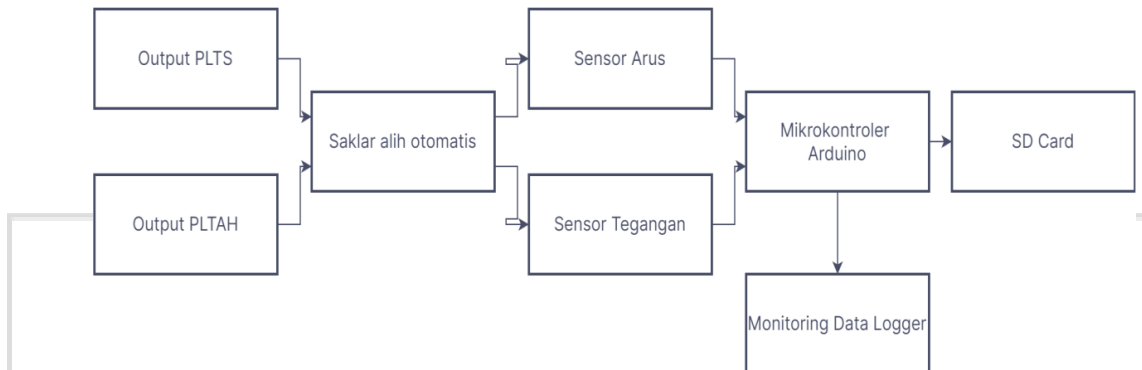 Output PLTS
Sensor Arus
Saklar alih otomatis
Mikrokontroler
Arduino
SD Card
Output PLTAH
Sensor Tegangan
Monitoring Data Logger